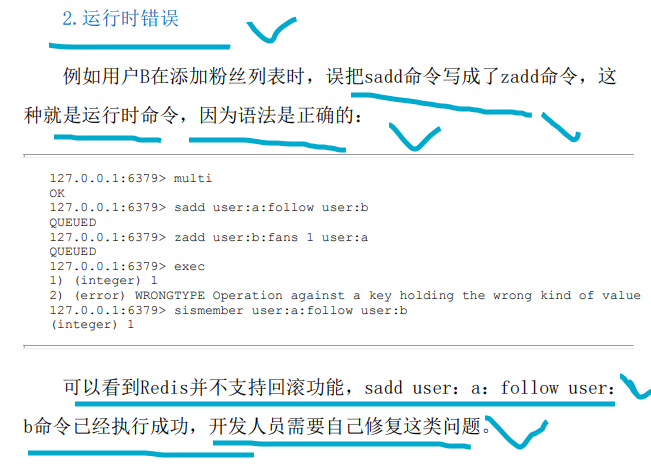 2.运行时错误
例如用户B在添加粉丝列表时，误把sadd命令写成了zadd命令，这
种就是运行时命令，因为语法是正确的：
127.0.0.1:6379> multi
OK
127.0.0.1:6379> sadd user:a:follow user:b
QUEUED
127.0.0.1:6379> zadd user:b:fans 1 user:a
QUEUED
127.0.0.1:6379> exec
1) (integer) 1
2) (error) WRONGTYPE Operation against a key holding the wrong kind of value
127.0.0.1:6379> sismember user:a:follow user:b
(integer) 1
可以看到Redis并不支持回滚功能，sadd user：a：follow user：
b命令已经执行成功，开发人员需要自己修复这类问题。